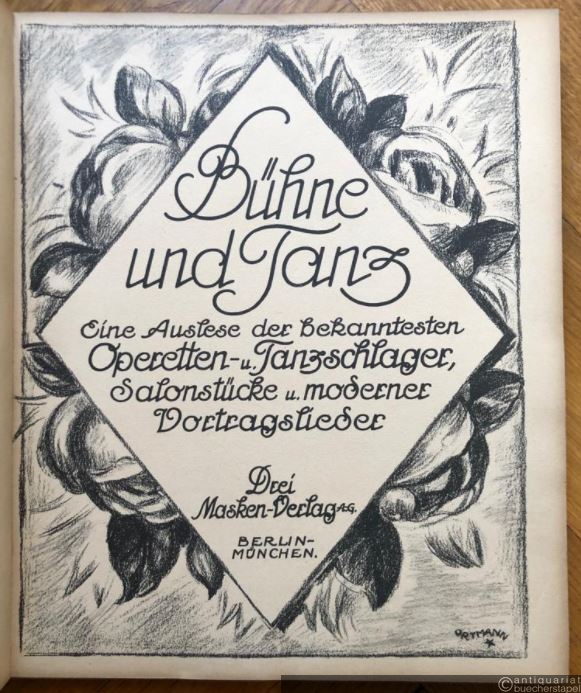 Bühne
und Tanz
Eine Auslese der bekanntesten
Operetten- u. Tanzschlager,
Salonstücke u. moderner
Vortragslieder
Drei
Masken-Verlag A.G.
BERLIN-
MÜNCHEN.
ORTMANN
© antiquariat
buecherstapel